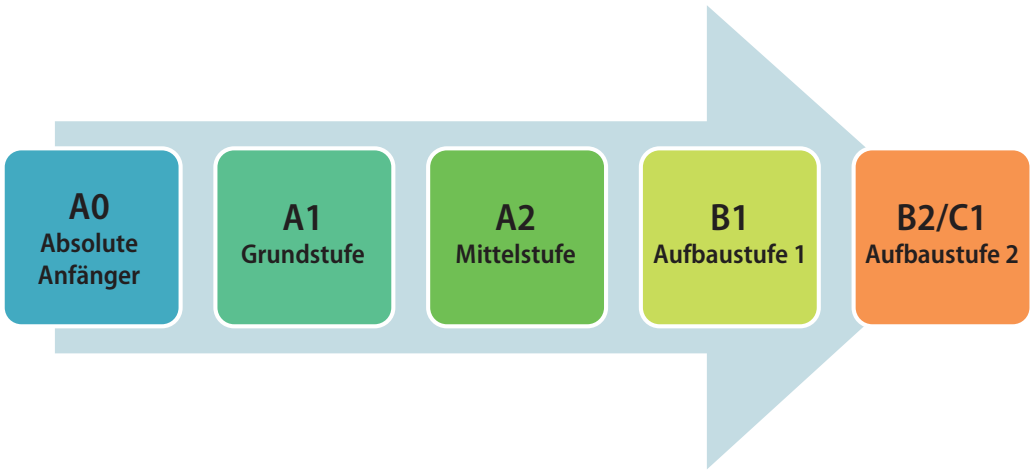 A0
Absolute
Anfänger
A1
Grundstufe
A2
Mittelstufe
B1
Aufbaustufe 1
B2/C1
Aufbaustufe 2